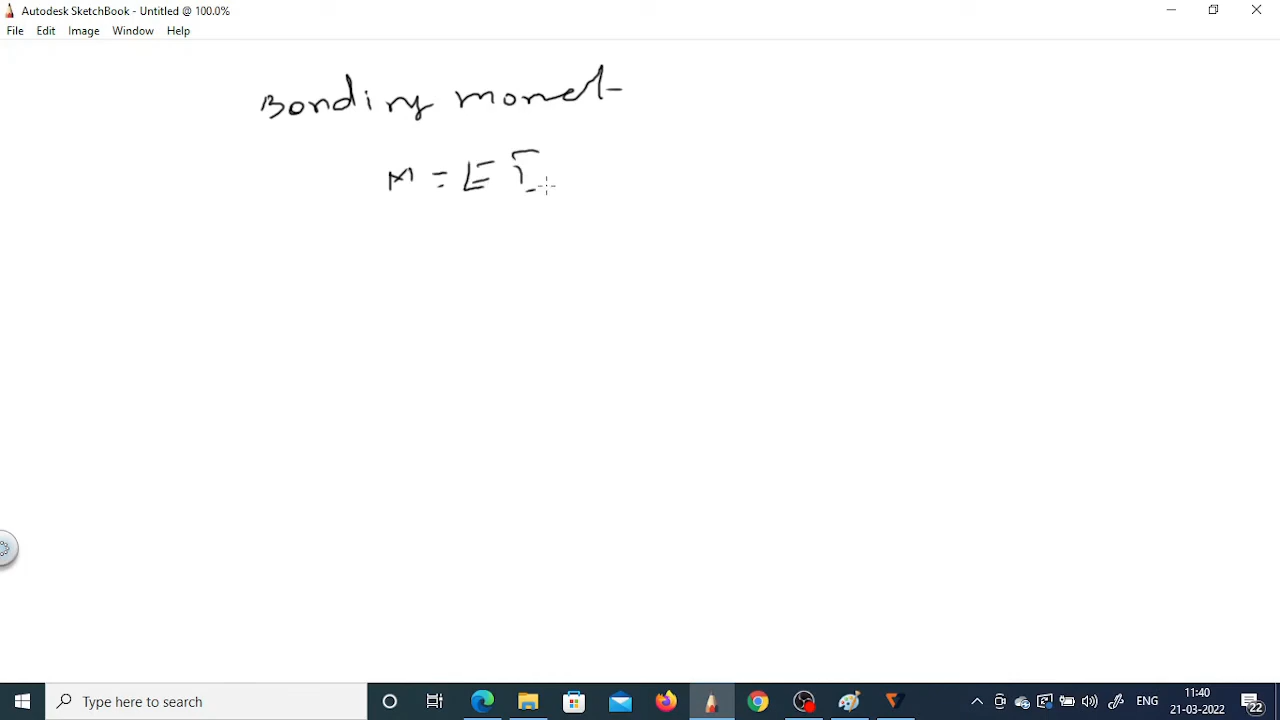 Autodesk SketchBook - Untitled @ 100.0%
File Edit Image Window Help
Bonding monet
M = E I
Type here to search
ENG
11:40
21-03-2022
22